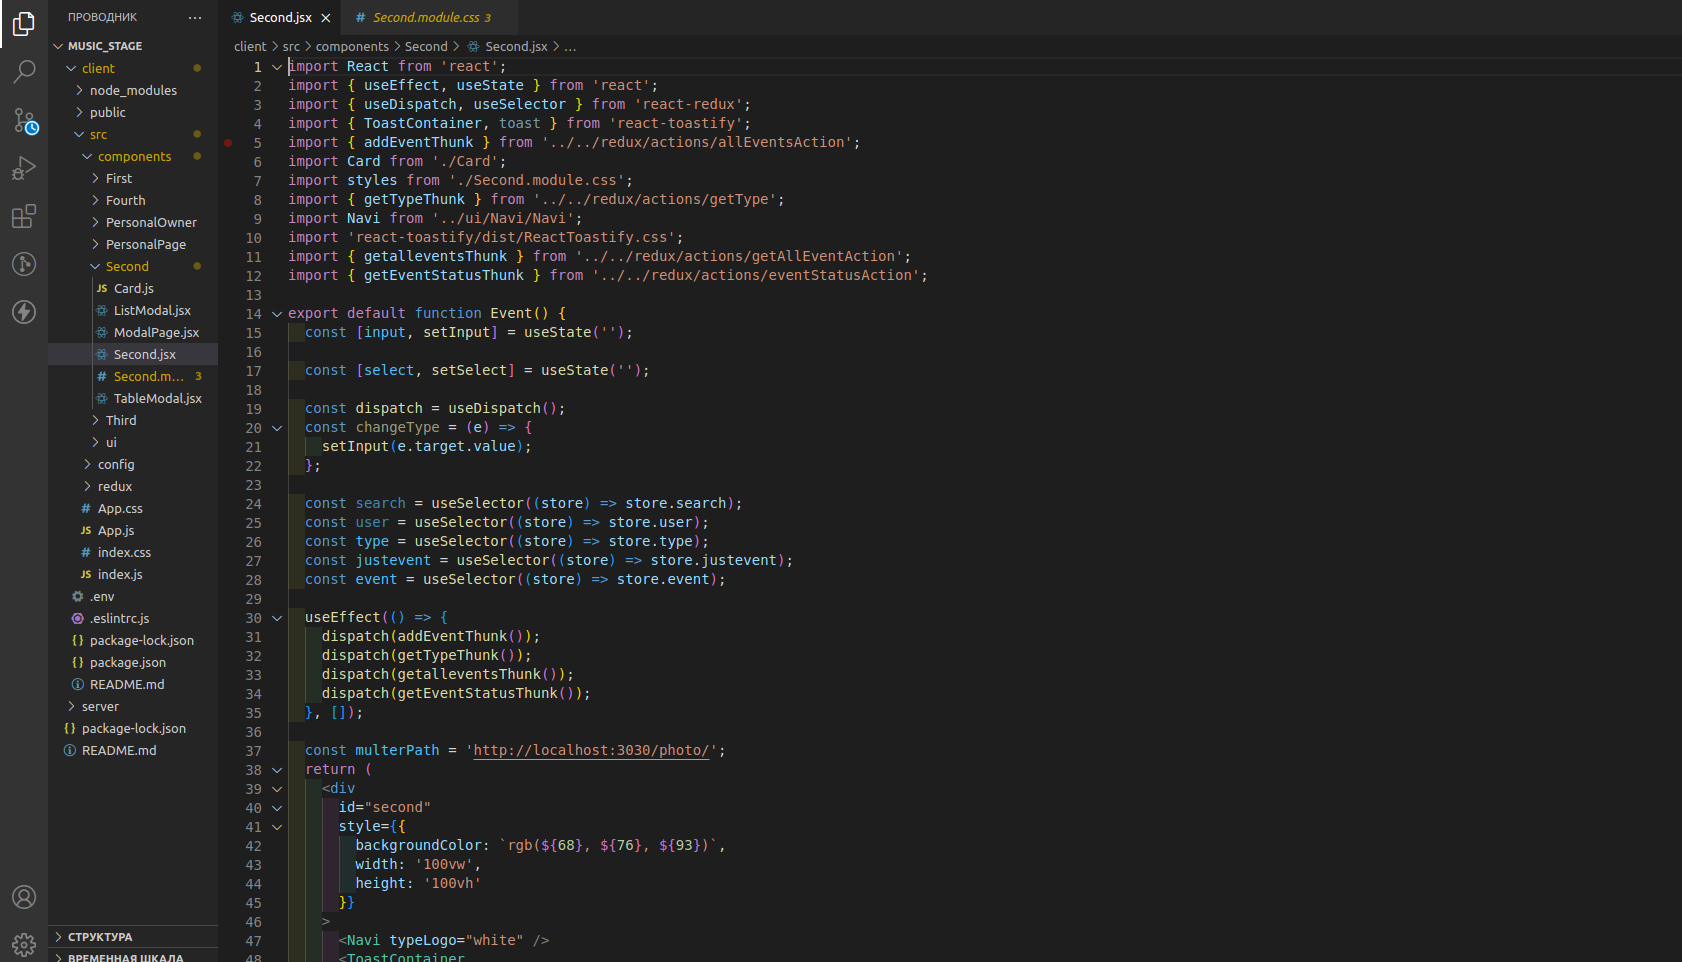 ПРОВОДНИК ···
MUSIC_STAGE
client
node_modules
public
src
components
First
Fourth
PersonalOwner
PersonalPage
Second
JS Card.js
ListModal.jsx
ModalPage.jsx
Second.jsx
# Second.m... 3
TableModal.jsx
Third
ui
config
redux
# App.css
JS App.js
# index.css
JS index.js
.env
.eslintrc.js
{} package-lock.json
{} package.json
README.md
server
{} package-lock.json
README.md
СТРУКТУРА
ВРЕМЕННАЯ ШКАЛА
Second.jsx × # Second.module.css 3
client > src > components > Second > Second.jsx > ...
1 import React from 'react';
2 import { useEffect, useState } from 'react';
3 import { useDispatch, useSelector } from 'react-redux';
4 import { ToastContainer, toast } from 'react-toastify';
5 import { addEventThunk } from '../../redux/actions/allEventsAction';
6 import Card from './Card';
7 import styles from './Second.module.css';
8 import { getTypeThunk } from '../../redux/actions/getType';
9 import Navi from '../ui/Navi/Navi';
10 import 'react-toastify/dist/ReactToastify.css';
11 import { getalleventsThunk } from '../../redux/actions/getAllEventAction';
12 import { getEventStatusThunk } from '../../redux/actions/eventStatusAction';
13
14 export default function Event() {
15 const [input, setInput] = useState('');
16
17 const [select, setSelect] = useState('');
18
19 const dispatch = useDispatch();
20 const changeType = (e) => {
21 setInput(e.target.value);
22 };
23
24 const search = useSelector((store) => store.search);
25 const user = useSelector((store) => store.user);
26 const type = useSelector((store) => store.type);
27 const justevent = useSelector((store) => store.justevent);
28 const event = useSelector((store) => store.event);
29
30 useEffect(() => {
31 dispatch(addEventThunk());
32 dispatch(getTypeThunk());
33 dispatch(getalleventsThunk());
34 dispatch(getEventStatusThunk());
35 }, []);
36
37 const multerPath = 'http://localhost:3030/photo/';
38 return (
39 <div
40 id="second"
41 style={{
42 backgroundColor: `rgb(${68}, ${76}, ${93})`,
43 width: '100vw',
44 height: '100vh'
45 }}
46 >
47 <Navi typeLogo="white" />
48 <ToastContainer